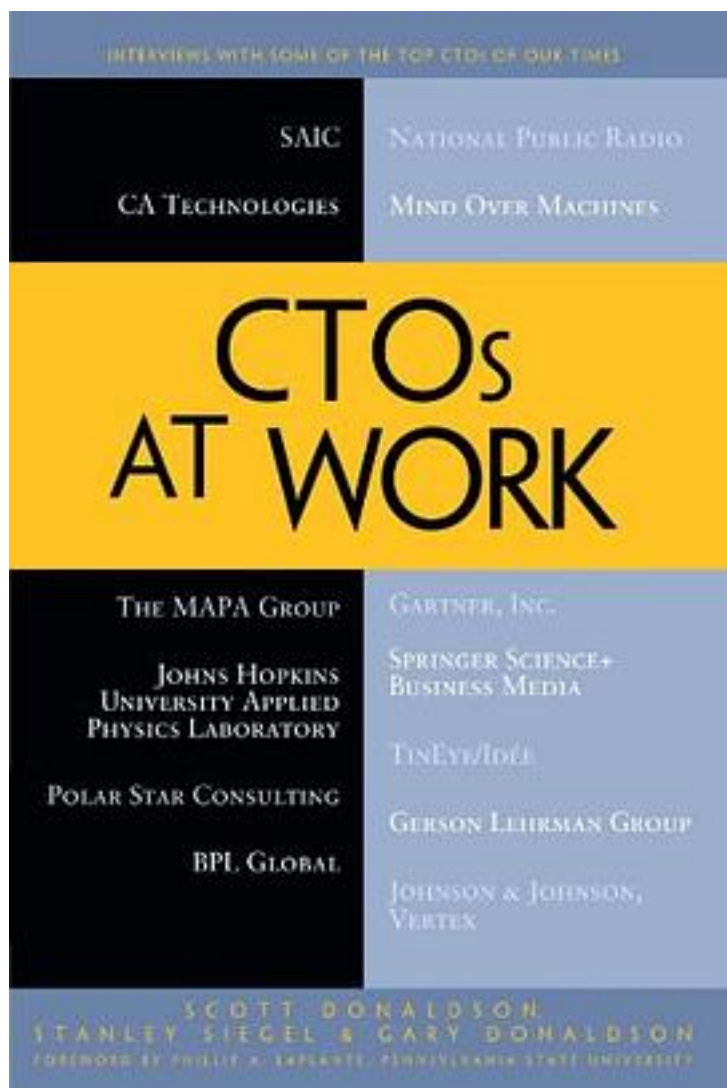 INTERVIEWS WITH SOME OF THE TOP CTOS OF OUR TIMES
SAIC
CA TECHNOLOGIES
NATIONAL PUBLIC RADIO
MIND OVER MACHINES
CTOs
AT WORK
THE MAPA GROUP
JOHNS HOPKINS
UNIVERSITY APPLIED
PHYSICS LABORATORY
POLAR STAR CONSULTING
BPL GLOBAL
GARTNER, INC.
SPRINGER SCIENCE+
BUSINESS MEDIA
TINEYE/IDÉE
GERSON LEHRMAN GROUP
JOHNSON & JOHNSON,
VERTEX
SCOTT DONALDSON,
STANLEY SIEGEL & GARY DONALDSON
FOREWORD BY PHILLIP A. LAPLANTE, PENNSYLVANIA STATE UNIVERSITY